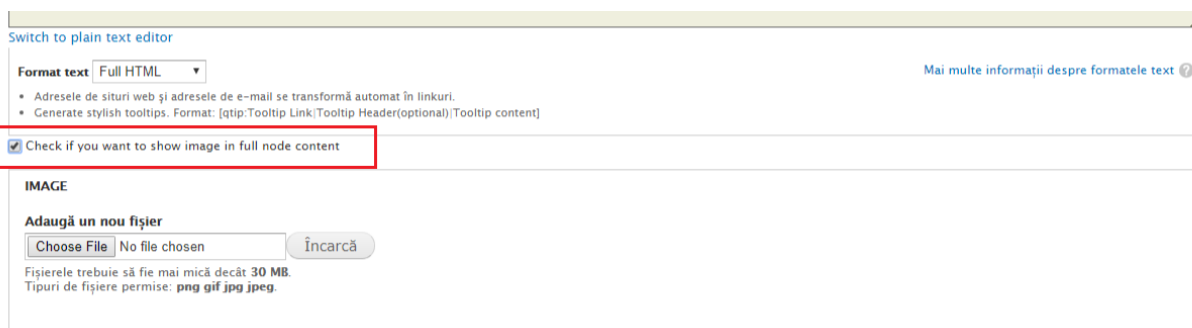 Switch to plain text editor
Format text Full HTML
Mai multe informații despre formatele text
Adresele de situri web şi adresele de e-mail se transformă automat în linkuri.
Generate stylish tooltips. Format: [qtip:Tooltip Link|Tooltip Header(optional)|Tooltip content]
Check if you want to show image in full node content
IMAGE
Adaugă un nou fişier
Choose File No file chosen Încarcă
Fişierele trebuie să fie mai mică decât 30 MB.
Tipuri de fişiere permise: png gif jpg jpeg.